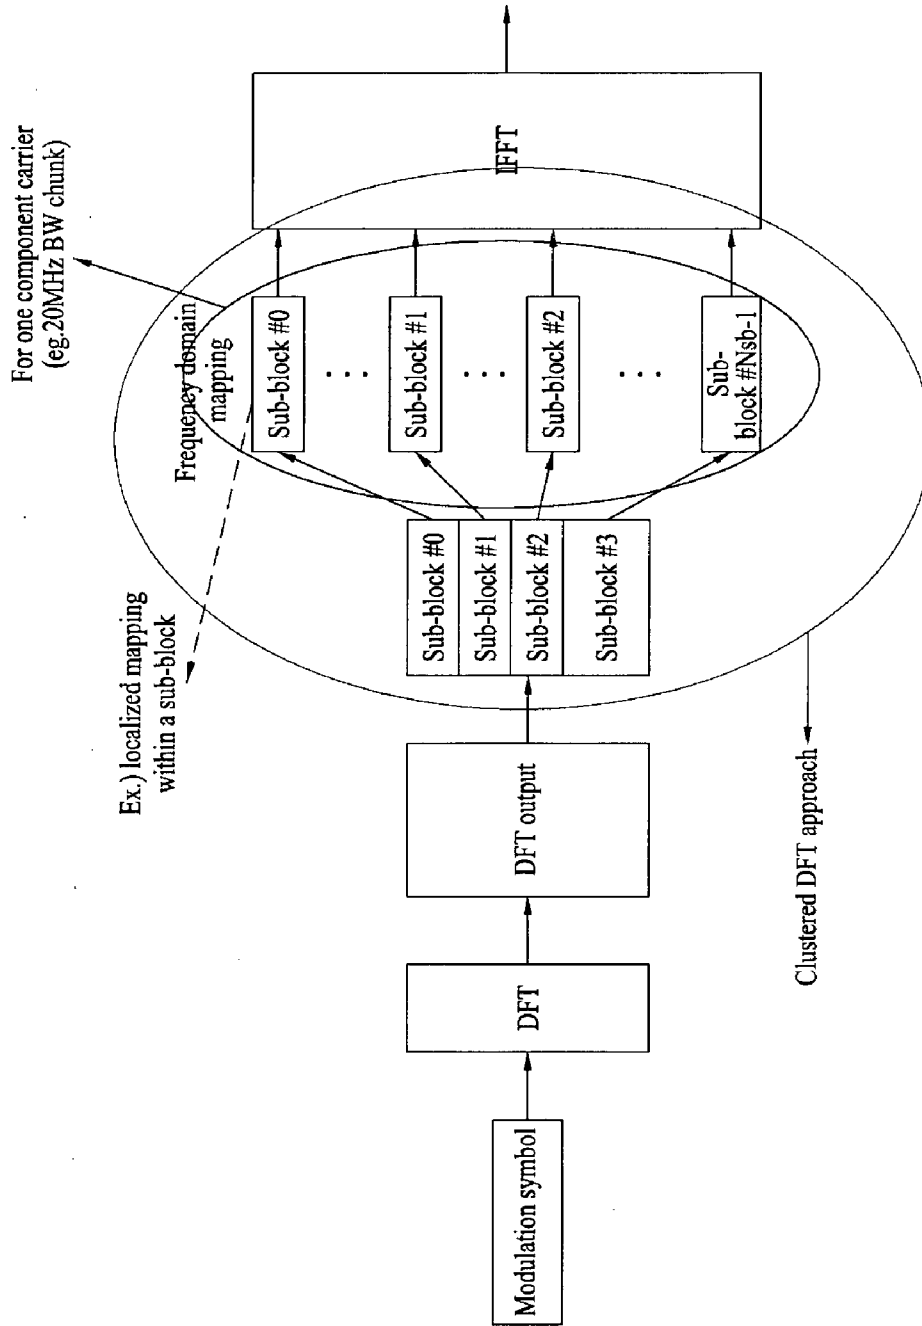 For one component carrier
(eg.20MHz BW chunk)
Frequency domain
mapping
Ex.) localized mapping
within a sub-block
Modulation symbol
DFT
DFT output
Sub-block #0
Sub-block #1
Sub-block #2
Sub-block #3
Sub-block #0
. . .
Sub-block #1
. . .
Sub-block #2
. . .
Sub-
block #Nsb-1
IFFT
Clustered DFT approach